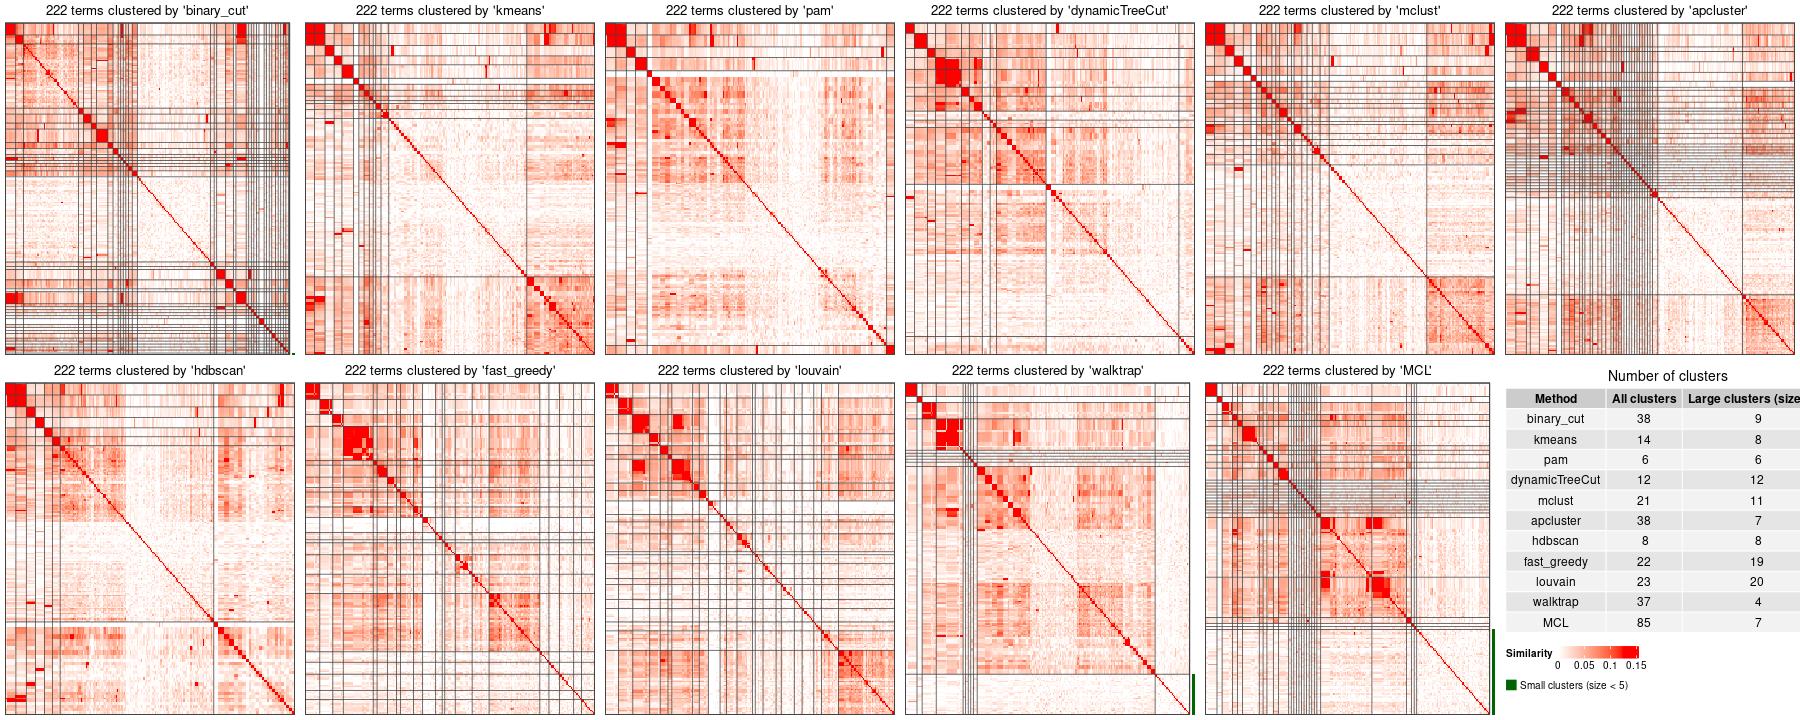 222 terms clustered by 'binary_cut'
222 terms clustered by 'kmeans'
222 terms clustered by 'pam'
222 terms clustered by 'dynamicTreeCut'
222 terms clustered by 'mclust'
222 terms clustered by 'apcluster'
222 terms clustered by 'hdbscan'
222 terms clustered by 'fast_greedy'
222 terms clustered by 'louvain'
222 terms clustered by 'walktrap'
222 terms clustered by 'MCL'
Number of clusters
Method All clusters Large clusters (size
binary_cut 38 9
kmeans 14 8
pam 6 6
dynamicTreeCut 12 12
mclust 21 11
apcluster 38 7
hdbscan 8 8
fast_greedy 22 19
louvain 23 20
walktrap 37 4
MCL 85 7
Similarity
0 0.05 0.1 0.15
Small clusters (size < 5)